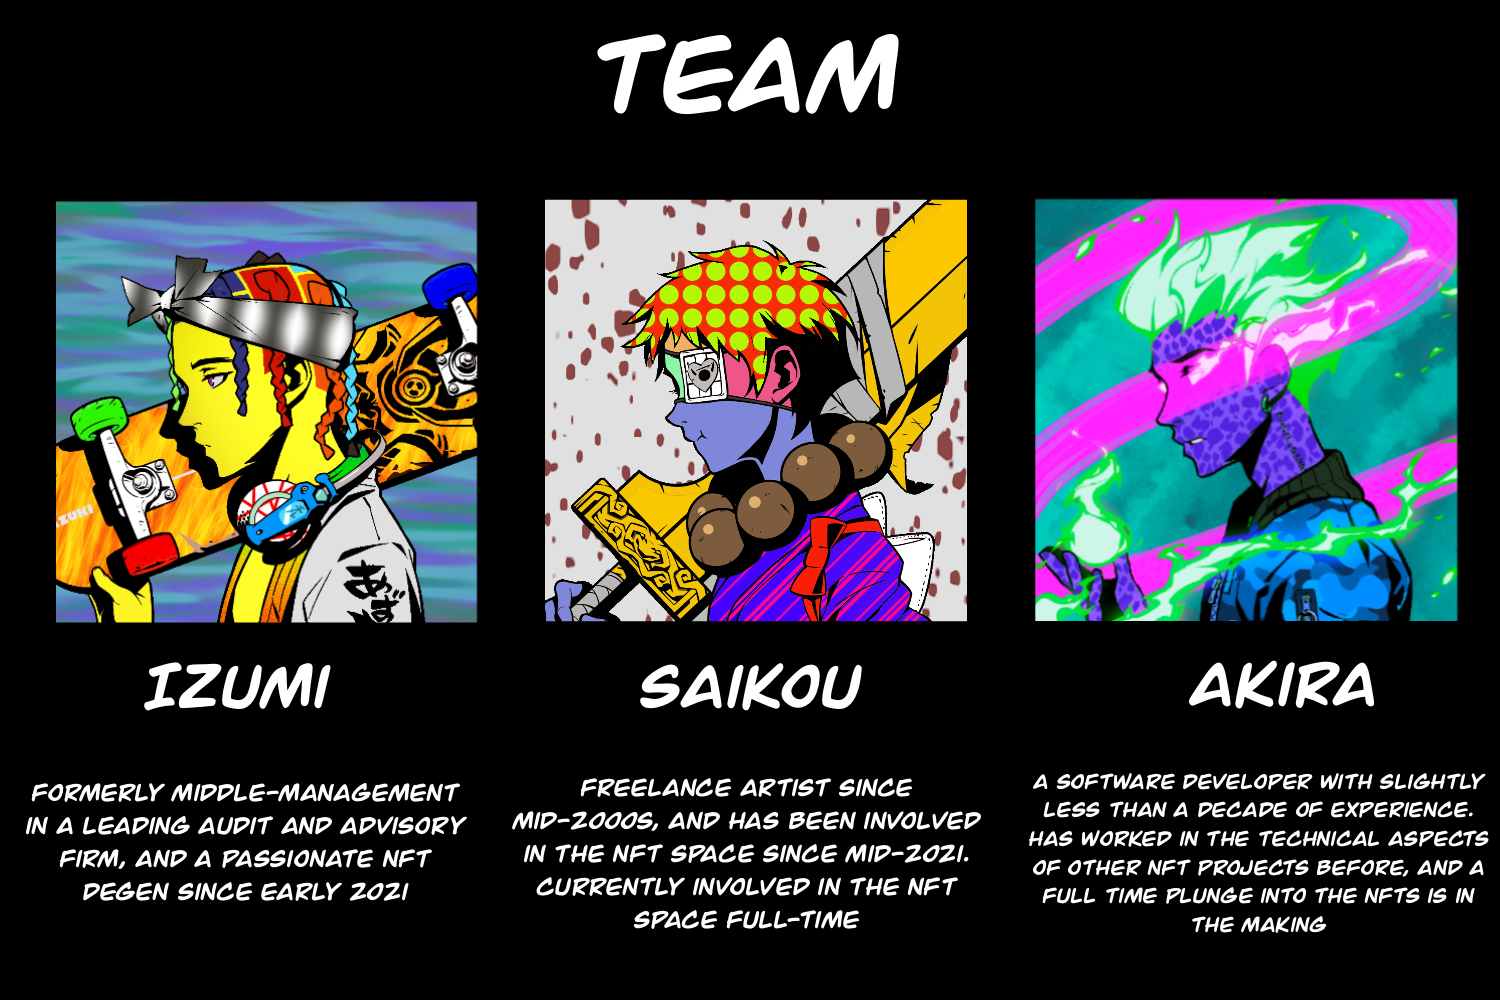 TEAM
AZUKI
あず
IZUMI
SAIKOU
AKIRA
FORMERLY MIDDLE-MANAGEMENT
IN A LEADING AUDIT AND ADVISORY
FIRM, AND A PASSIONATE NFT
DEGEN SINCE EARLY 2021
FREELANCE ARTIST SINCE
MID-2000S, AND HAS BEEN INVOLVED
IN THE NFT SPACE SINCE MID-2021.
CURRENTLY INVOLVED IN THE NFT
SPACE FULL-TIME
A SOFTWARE DEVELOPER WITH SLIGHTLY
LESS THAN A DECADE OF EXPERIENCE.
HAS WORKED IN THE TECHNICAL ASPECTS
OF OTHER NFT PROJECTS BEFORE, AND A
FULL TIME PLUNGE INTO THE NFTS IS IN
THE MAKING